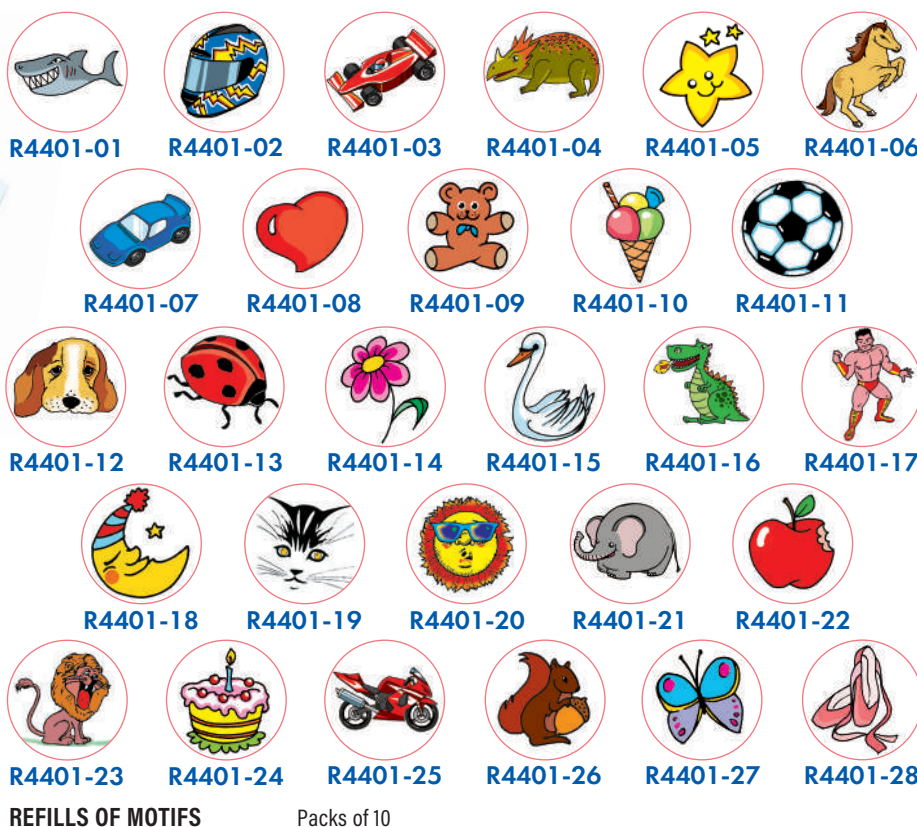 R4401-01 R4401-02 R4401-03 R4401-04 R4401-05 R4401-06
R4401-07 R4401-08 R4401-09 R4401-10 R4401-11
R4401-12 R4401-13 R4401-14 R4401-15 R4401-16 R4401-17
R4401-18 R4401-19 R4401-20 R4401-21 R4401-22
R4401-23 R4401-24 R4401-25 R4401-26 R4401-27 R4401-28
REFILLS OF MOTIFS Packs of 10